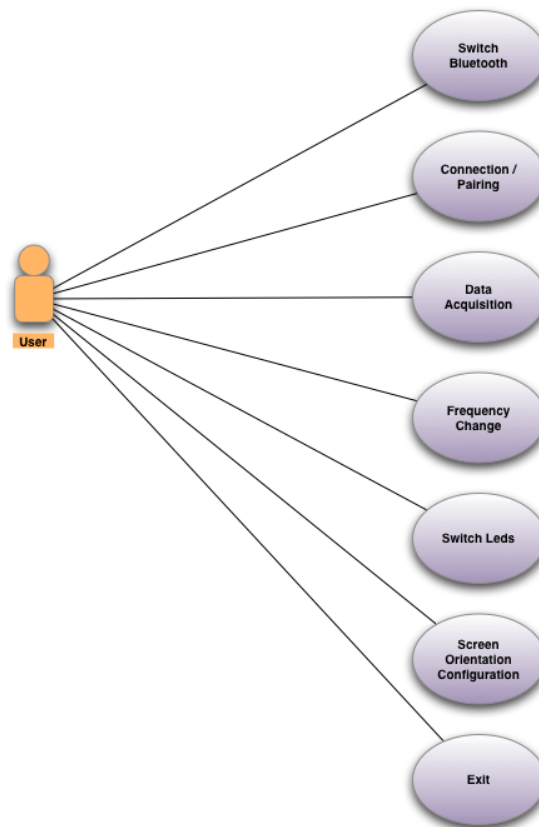 Switch
Bluetooth
Connection /
Pairing
Data
Acquisition
User
Frequency
Change
Switch Leds
Screen
Orientation
Configuration
Exit